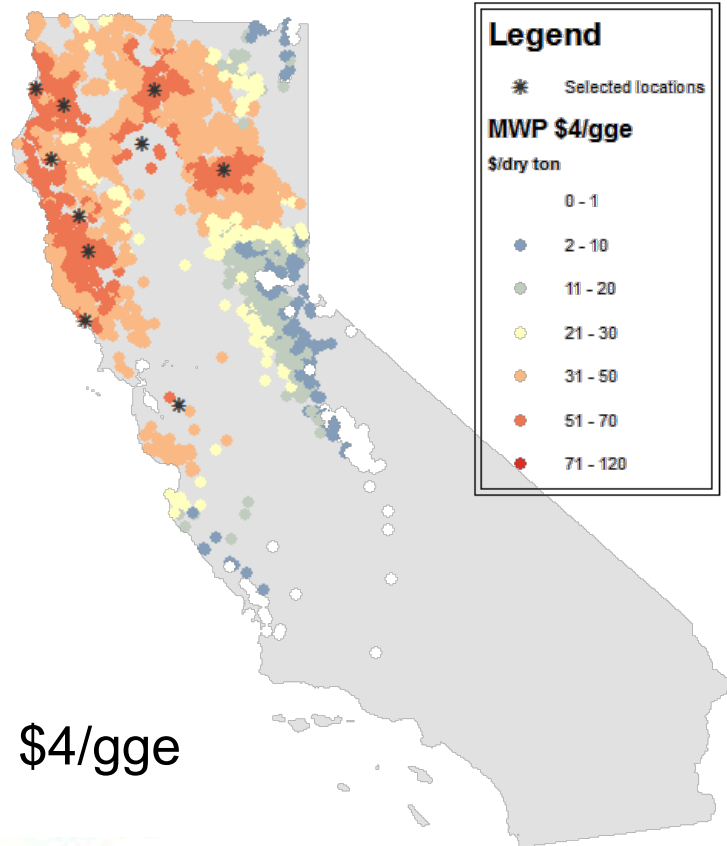 Legend
Selected locations
MWP $4/gge
$/dry ton
0 - 1
2 - 10
11 - 20
21 - 30
31 - 50
51 - 70
71 - 120
$4/gge